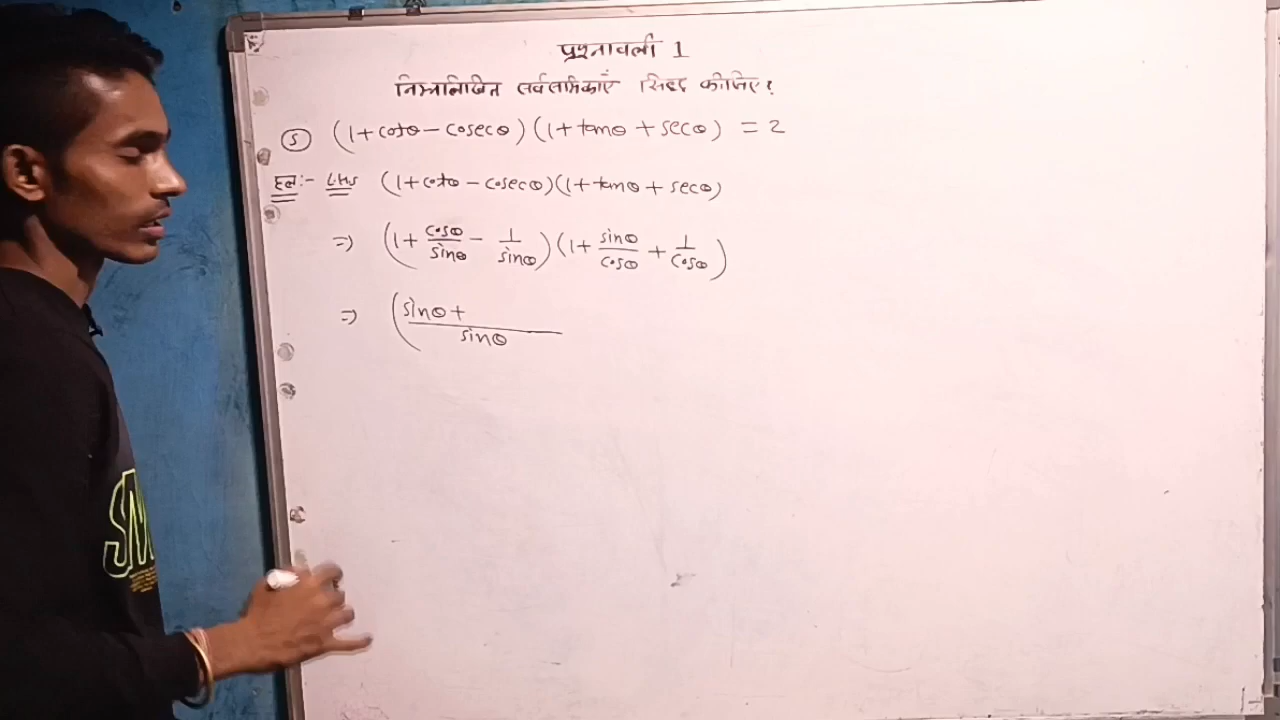 प्रश्नावली 1
निम्नलिखित सर्वसमिकाएँ सिद्ध कीजिए।
(5) (1+cotθ - cosecθ)(1+tanθ + secθ) = 2
हल:- LHS (1+cotθ - cosecθ)(1+tanθ + secθ)
⇒ (1+ cosθ/sinθ - 1/sinθ)(1+ sinθ/cosθ + 1/cosθ)
⇒ (sinθ + / sinθ